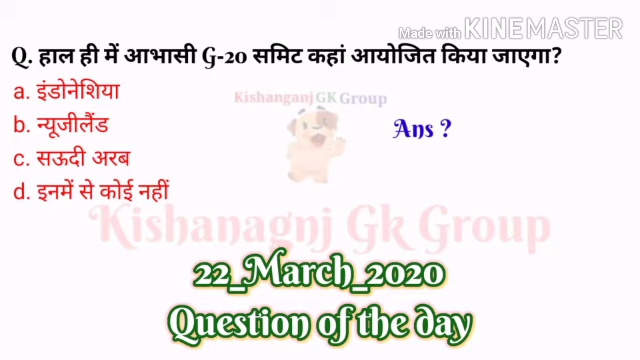 Made with KINEMASTER
Q. हाल ही में आभासी G-20 समिट कहां आयोजित किया जाएगा?
a. इंडोनेशिया
Kishanganj GK Group
b. न्यूजीलैंड
Ans ?
c. सऊदी अरब
d. इनमें से कोई नहीं
Kishanagnj Gk Group
22_March_2020
Question of the day